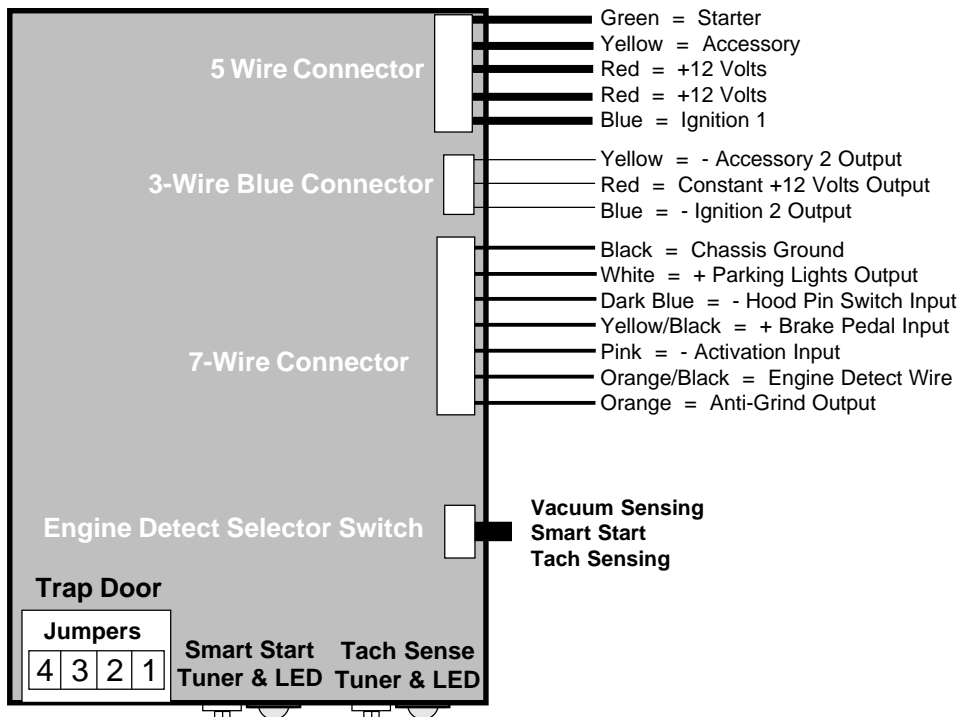 5 Wire Connector
Green = Starter
Yellow = Accessory
Red = +12 Volts
Red = +12 Volts
Blue = Ignition 1
3-Wire Blue Connector
Yellow = - Accessory 2 Output
Red = Constant +12 Volts Output
Blue = - Ignition 2 Output
7-Wire Connector
Black = Chassis Ground
White = + Parking Lights Output
Dark Blue = - Hood Pin Switch Input
Yellow/Black = + Brake Pedal Input
Pink = - Activation Input
Orange/Black = Engine Detect Wire
Orange = Anti-Grind Output
Engine Detect Selector Switch
Vacuum Sensing
Smart Start
Tach Sensing
Trap Door
Jumpers
4 3 2 1
Smart Start
Tuner & LED
Tach Sense
Tuner & LED